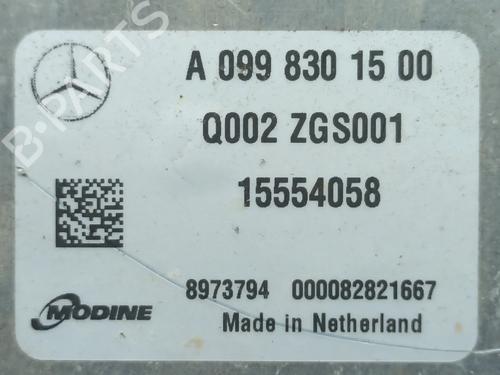 A 099 830 15 00
Q002 ZGS001
15554058
8973794 000082821667
MODINE
Made in Netherland
B-PARTS